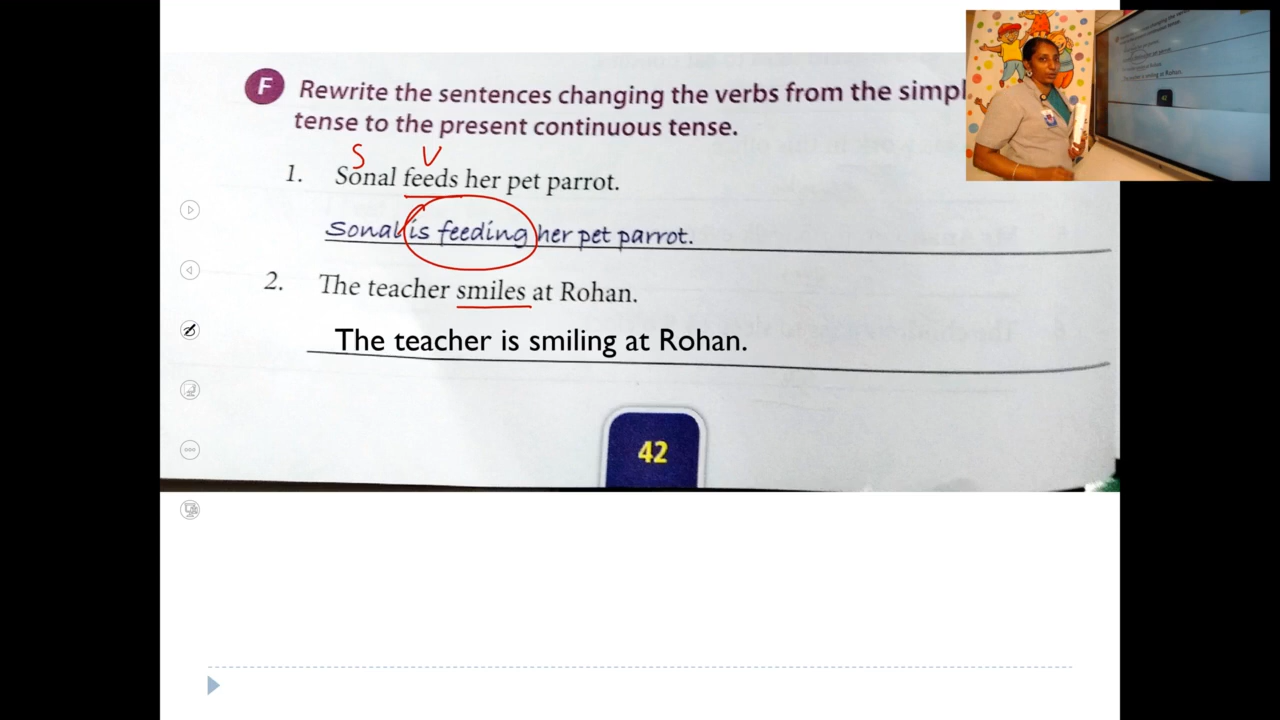 F Rewrite the sentences changing the verbs from the simpl
tense to the present continuous tense.
S V
1. Sonal feeds her pet parrot.
Sonal is feeding her pet parrot.
2. The teacher smiles at Rohan.
The teacher is smiling at Rohan.
42